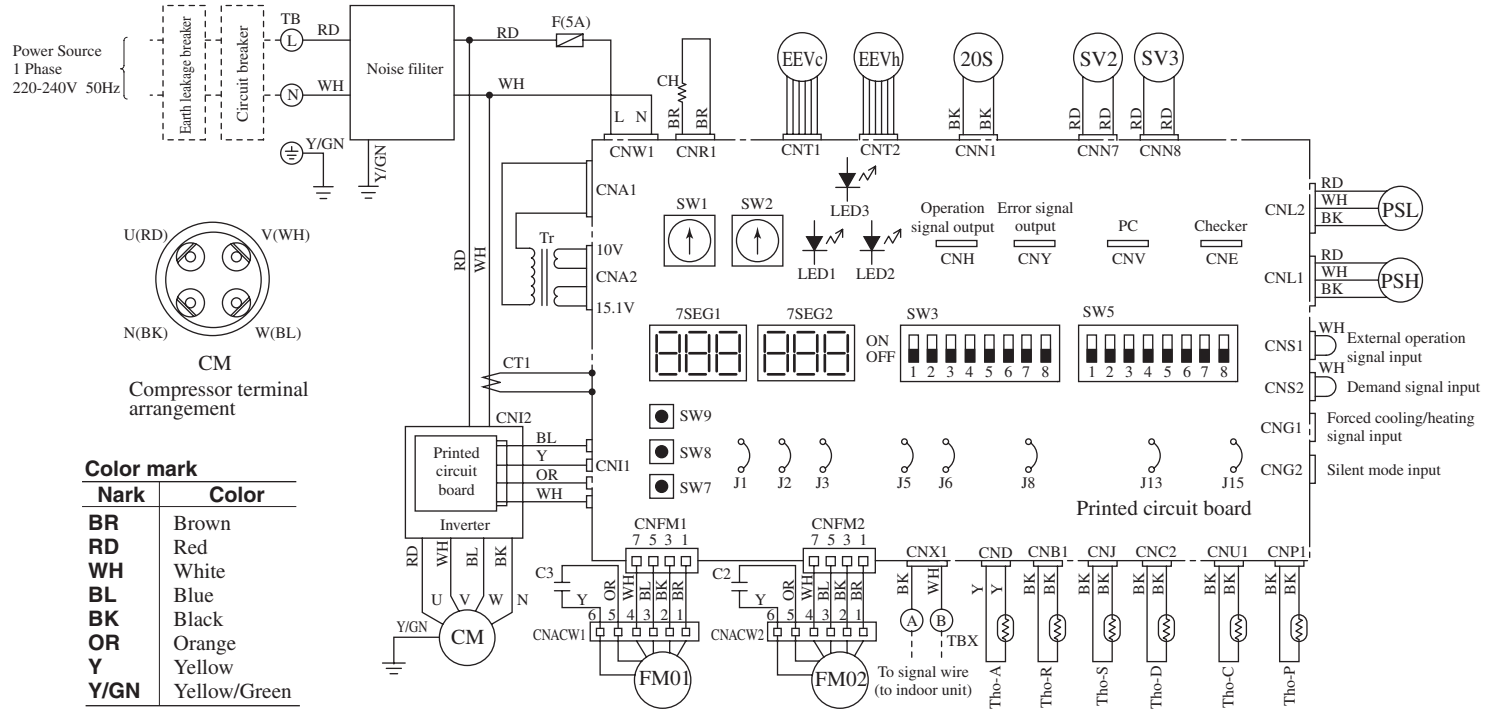 Power Source
1 Phase
220-240V 50Hz
Earth leakage breaker
Circuit breaker
TB
L
N
RD
WH
Y/GN
Y/GN
Noise filiter
RD
F(5A)
WH
RD
WH
L N
CNW1
CH
BR
BR
CNR1
EEVc
CNT1
EEVh
CNT2
20S
BK
BK
CNN1
SV2
RD
RD
CNN7
SV3
RD
RD
CNN8
CNA1
Tr
10V
CNA2
15.1V
SW1
SW2
LED3
LED1
LED2
Operation
signal output
CNH
Error signal
output
CNY
PC
CNV
Checker
CNE
CNL2
RD
WH
BK
PSL
CNL1
RD
WH
BK
PSH
7SEG1
7SEG2
ON
OFF
SW3
1 2 3 4 5 6 7 8
SW5
1 2 3 4 5 6 7 8
CNS1
WH
External operation
signal input
CNS2
WH
Demand signal input
CNG1
Forced cooling/heating
signal input
CNG2
Silent mode input
U(RD)
V(WH)
N(BK)
W(BL)
CM
Compressor terminal
arrangement
CT1
CNI2
Printed
circuit
board
Inverter
BL
Y
OR
WH
CNI1
SW9
SW8
SW7
J1
J2
J3
J5
J6
J8
J13
J15
Printed circuit board
RD
WH
BL
BK
U
V
W
N
Y/GN
CM
CNFM1
7 5 3 1
C3
Y
OR
WH
BL
BK
BR
6 5 4 3 2 1
CNACW1
FM01
CNFM2
7 5 3 1
C2
Y
OR
WH
BL
BK
BR
6 5 4 3 2 1
CNACW2
FM02
CNX1
BK
WH
A
B
TBX
To signal wire
(to indoor unit)
CND
Y
Y
Tho-A
CNB1
BK
BK
Tho-R
CNJ
BK
BK
Tho-S
CNC2
BK
BK
Tho-D
CNU1
BK
BK
Tho-C
CNP1
BK
BK
Tho-P
Color mark
Nark Color
BR Brown
RD Red
WH White
BL Blue
BK Black
OR Orange
Y Yellow
Y/GN Yellow/Green